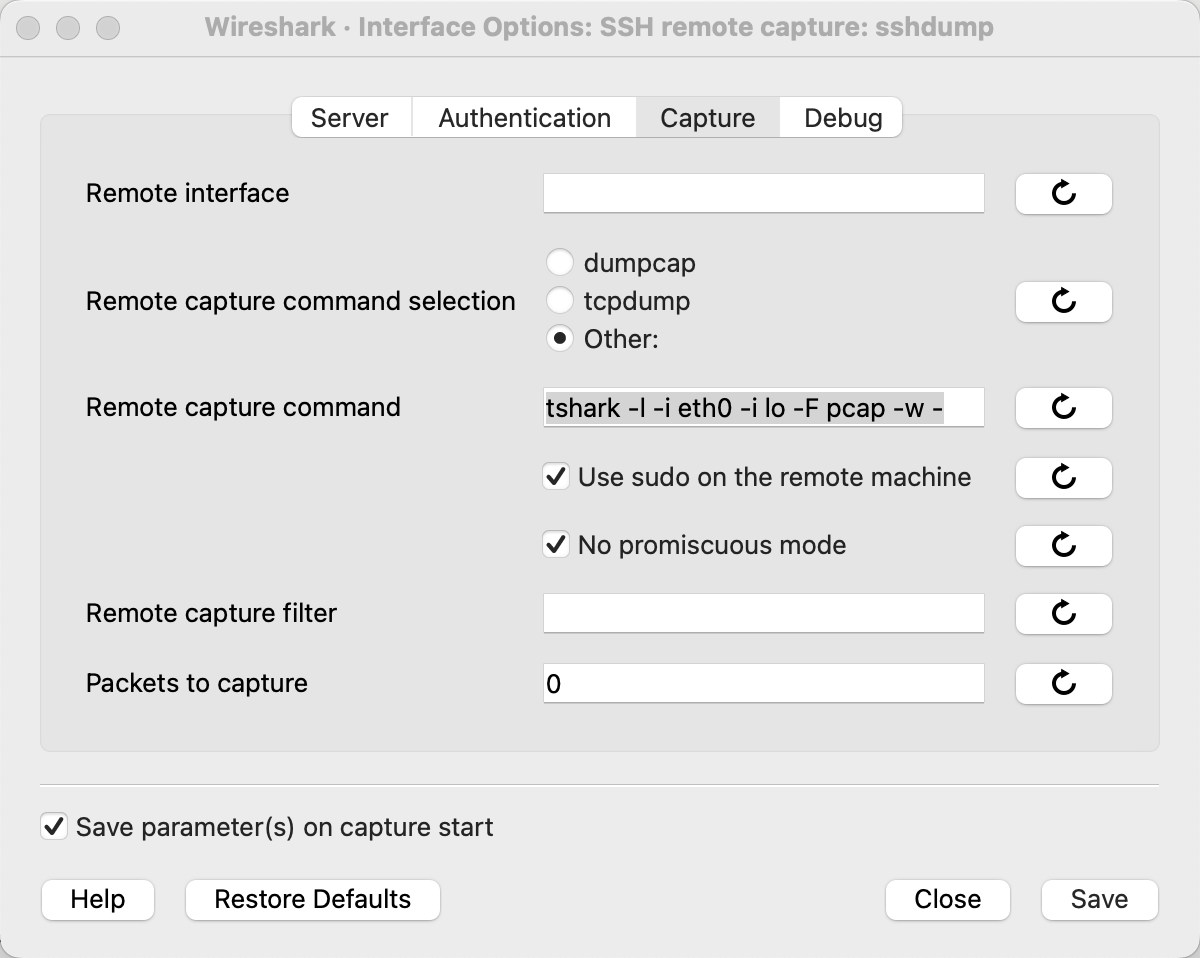 Wireshark · Interface Options: SSH remote capture: sshdump
Server Authentication Capture Debug
Remote interface
dumpcap
Remote capture command selection
tcpdump
Other:
Remote capture command
tshark -l -i eth0 -i lo -F pcap -w -
Use sudo on the remote machine
No promiscuous mode
Remote capture filter
Packets to capture
0
Save parameter(s) on capture start
Help Restore Defaults Close Save